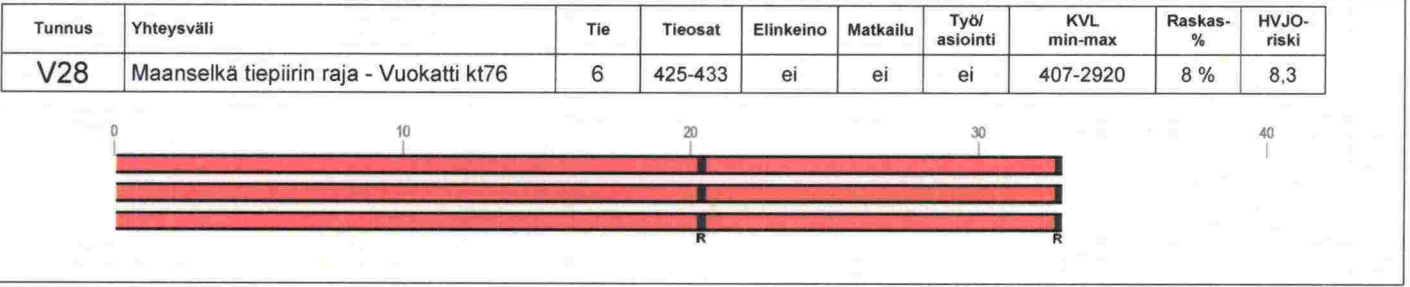 Tunnus Yhteysväli Tie Tieosat Elinkeino Matkailu Työ/ asiointi KVL min-max Raskas- % HVJO- riski
V28 Maanselkä tiepiirin raja - Vuokatti kt76 6 425-433 ei ei ei 407-2920 8 % 8,3
0 10 20 30 40
R R